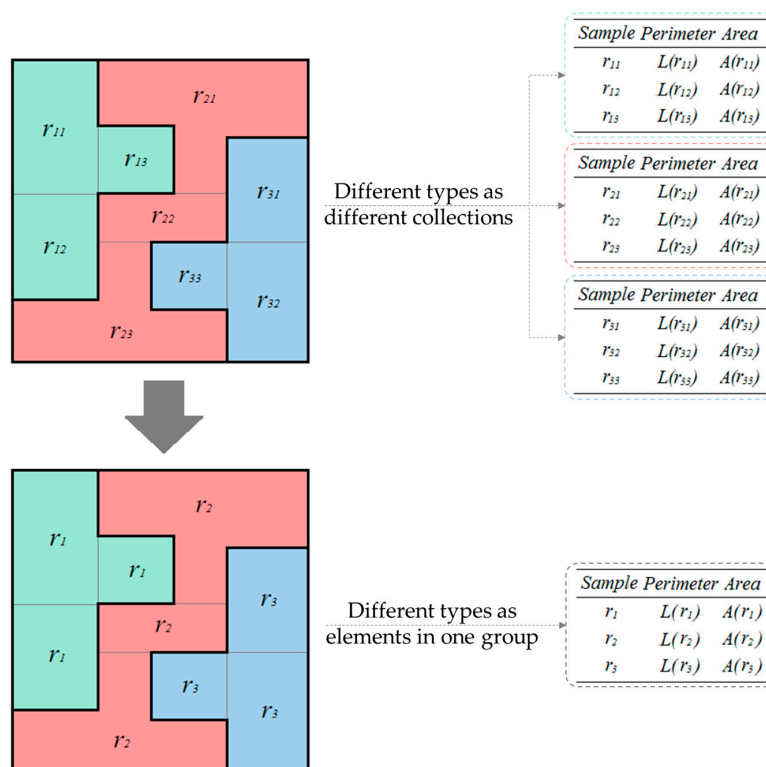 Sample Perimeter Area
r11 L(r11) A(r11)
r12 L(r12) A(r12)
r13 L(r13) A(r13)
r21
r11
r13
r31
r22
r12
r33
r32
r23
Different types as
different collections
Sample Perimeter Area
r21 L(r21) A(r21)
r22 L(r22) A(r22)
r23 L(r23) A(r23)
Sample Perimeter Area
r31 L(r31) A(r31)
r32 L(r32) A(r32)
r33 L(r33) A(r33)
r2
r1
r1
r3
r2
r1
r3
r3
r2
Different types as
elements in one group
Sample Perimeter Area
r1 L(r1) A(r1)
r2 L(r2) A(r2)
r3 L(r3) A(r3)